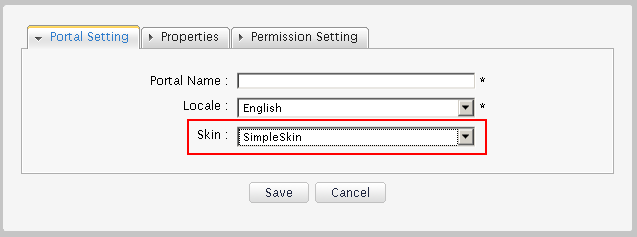 Portal Setting Properties Permission Setting
Portal Name : *
Locale : English *
Skin : SimpleSkin
Save Cancel